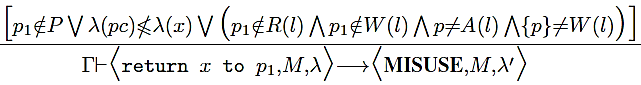 [p₁∉P ⋁ λ(pc)≰λ(x) ⋁ (p₁∉R(l) ⋀ p₁∉W(l) ⋀ p≠A(l) ⋀{p}≠W(l))]
Γ⊢⟨return x to p₁,M,λ⟩⟶⟨MISUSE,M,λ′⟩